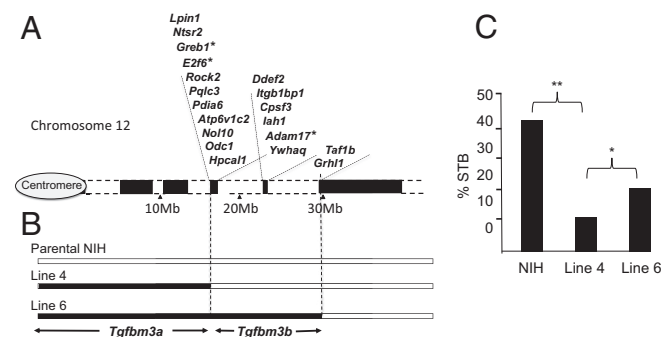 A
Lpin1
Ntsr2
Greb1*
E2f6*
Rock2
Pqlc3
Pdia6
Atp6v1c2
Nol10
Odc1
Hpcal1
Ddef2
Itgb1bp1
Cpsf3
Iah1
Adam17*
Ywhaq
Taf1b
Grhl1
Chromosome 12
Centromere
10Mb
20Mb
30Mb
B
Parental NIH
Line 4
Line 6
Tgfbm3a
Tgfbm3b
C
% STB
50
40
30
20
10
0
**
*
NIH
Line 4
Line 6